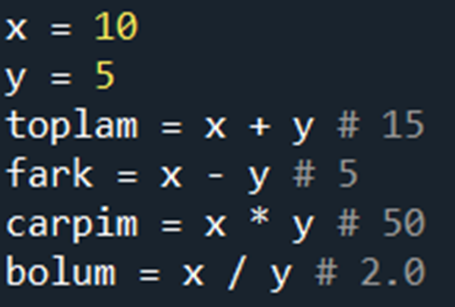 x = 10
y = 5
toplam = x + y # 15
fark = x - y # 5
carpim = x * y # 50
bolum = x / y # 2.0